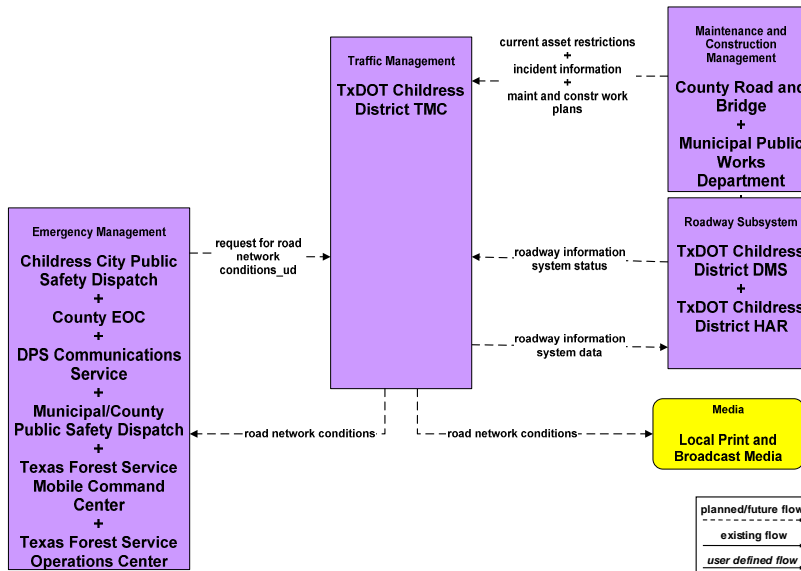 Traffic Management
TxDOT Childress
District TMC
current asset restrictions
+
incident information
+
maint and constr work
plans
Maintenance and
Construction
Management
County Road and
Bridge
+
Municipal Public
Works
Department
Emergency Management
Childress City Public
Safety Dispatch
+
County EOC
+
DPS Communications
Service
+
Municipal/County
Public Safety Dispatch
+
Texas Forest Service
Mobile Command
Center
+
Texas Forest Service
Operations Center
request for road
network
conditions_ud
roadway information
system status
Roadway Subsystem
TxDOT Childress
District DMS
+
TxDOT Childress
District HAR
roadway information
system data
road network conditions
road network conditions
Media
Local Print and
Broadcast Media
planned/future flow
existing flow
user defined flow